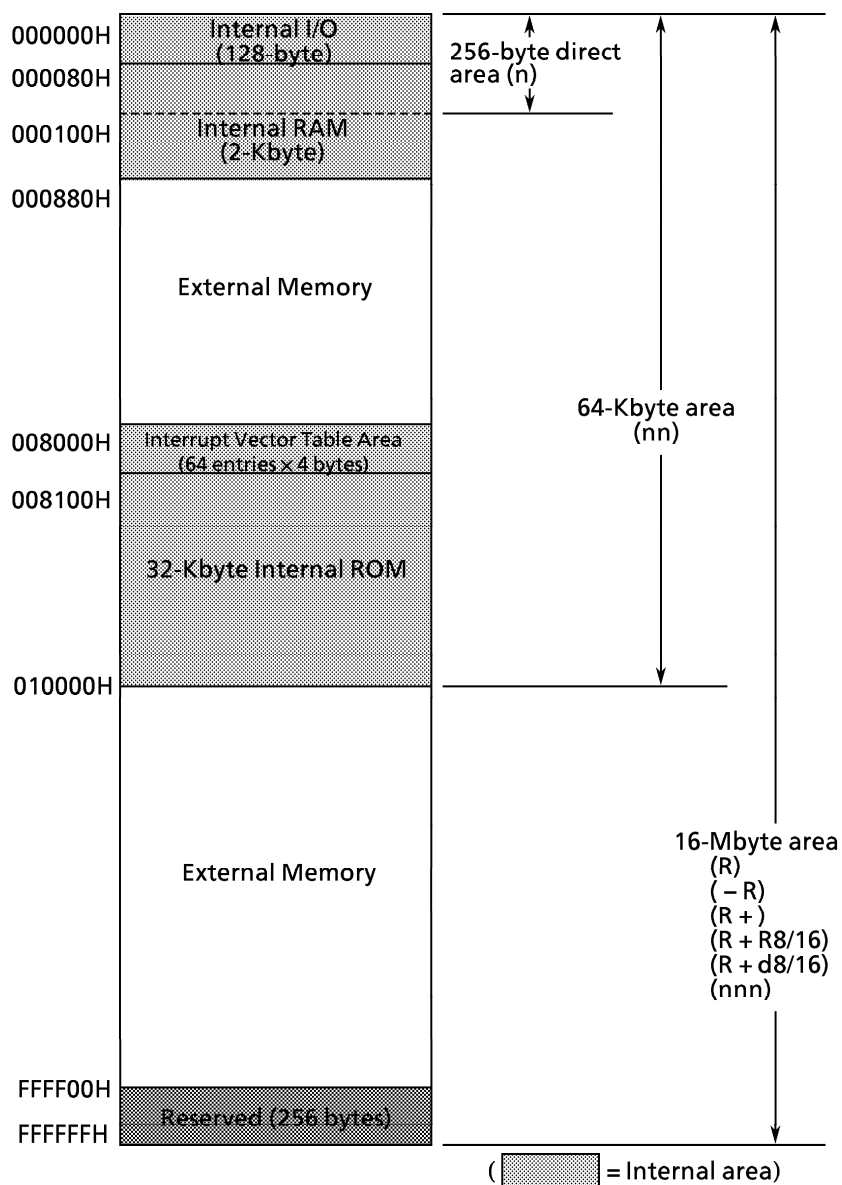 000000H
Internal I/O
(128-byte)
256-byte direct
area (n)
000080H
000100H
Internal RAM
(2-Kbyte)
000880H
External Memory
64-Kbyte area
(nn)
008000H
Interrupt Vector Table Area
(64 entries × 4 bytes)
008100H
32-Kbyte Internal ROM
010000H
16-Mbyte area
(R)
( – R)
(R + )
(R + R8/16)
(R + d8/16)
(nnn)
External Memory
FFFF00H
Reserved (256 bytes)
FFFFFFH
( = Internal area)